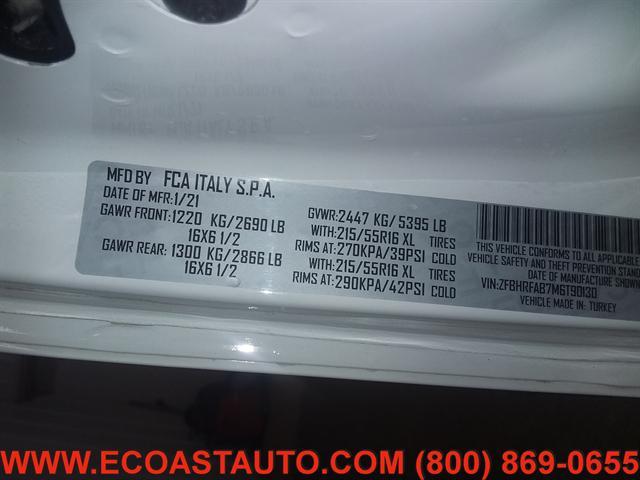 MFD BY FCA ITALY S.P.A.
DATE OF MFR: 1/21
GAWR FRONT: 1220 KG/2690 LB
16X6 1/2
GAWR REAR: 1300 KG/2866 LB
16X6 1/2
GVWR: 2447 KG/5395 LB
WITH: 215/55R16 XL TIRES
RIMS AT: 270KPA/39PSI COLD
WITH: 215/55R16 XL TIRES
RIMS AT: 290KPA/42PSI COLD
THIS VEHICLE CONFORMS TO ALL APPLICABLE
VEHICLE SAFETY AND THEFT PREVENTION STAN
DATE OF MANUFACTURE SHOWN
VIN: ZFBHRFAB7M6T90130
VEHICLE MADE IN: TURKEY
WWW.ECOASTAUTO.COM (800) 869-0655